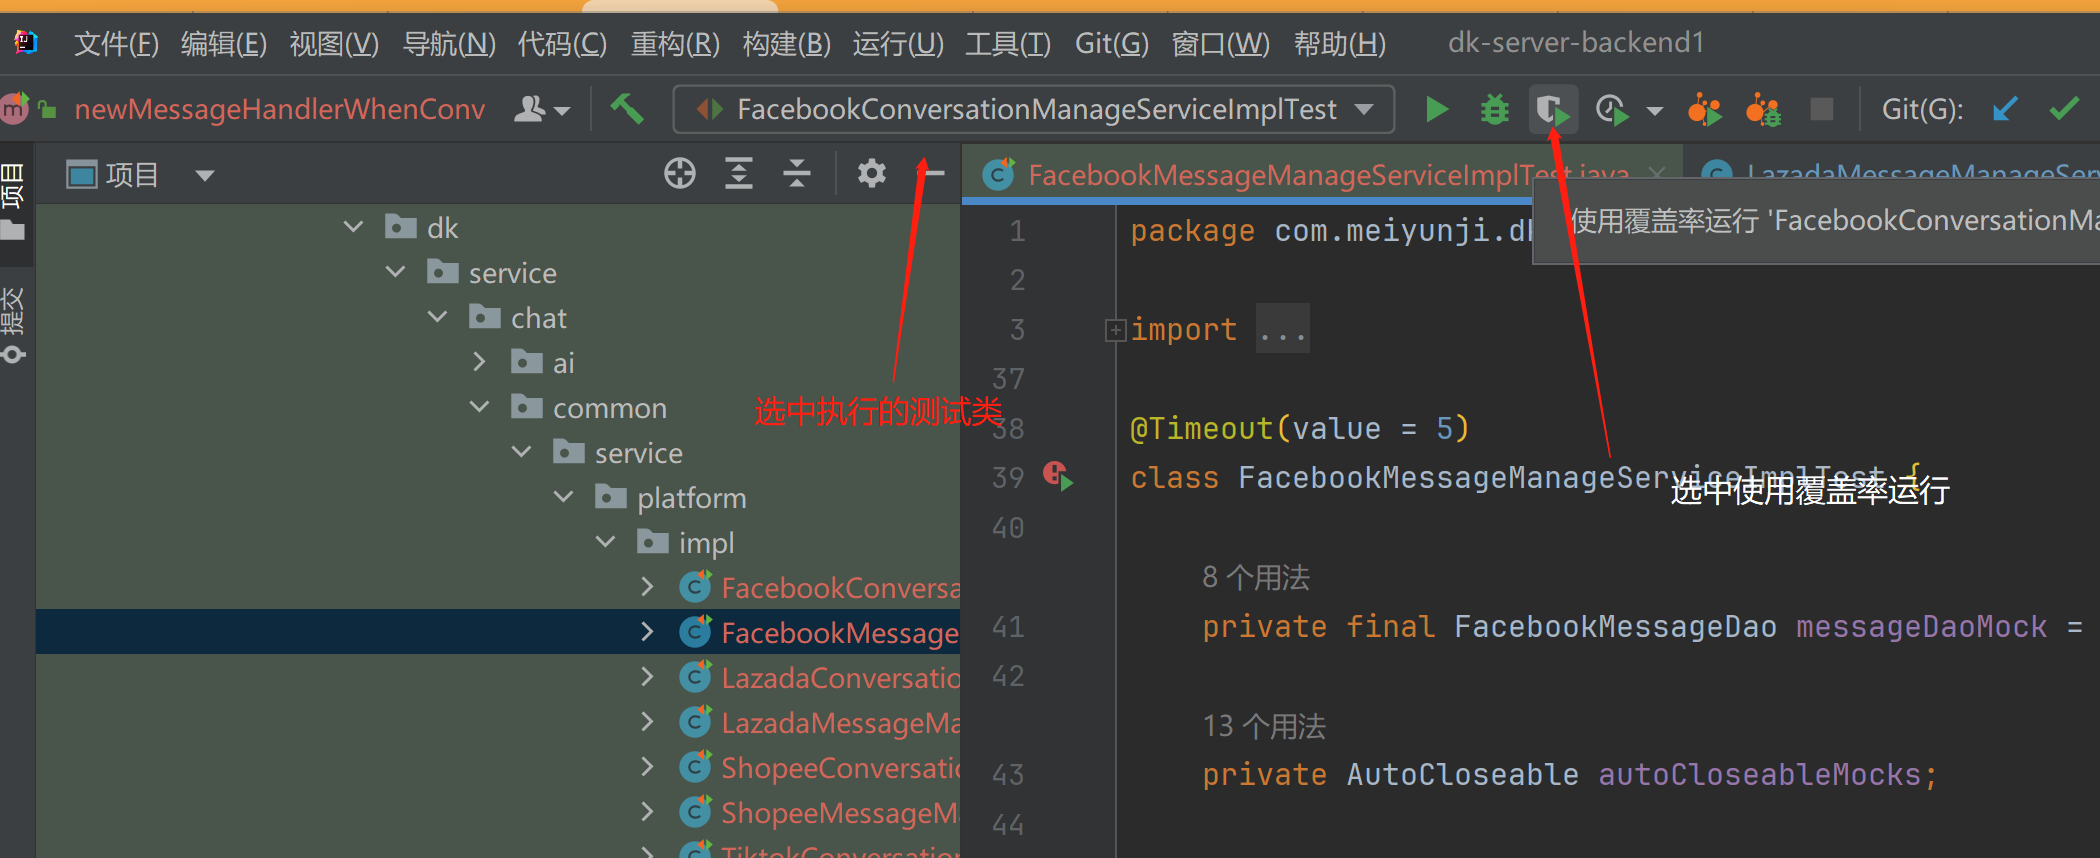 文件(F) 编辑(E) 视图(V) 导航(N) 代码(C) 重构(R) 构建(B) 运行(U) 工具(T) Git(G) 窗口(W) 帮助(H) dk-server-backend1
newMessageHandlerWhenConv FacebookConversationManageServiceImplTest Git(G):
项目
提交
项目
dk
service
chat
ai
common
service
platform
impl
FacebookConversa
FacebookMessage
LazadaConversatio
LazadaMessageMa
ShopeeConversatio
ShopeeMessageM
TiktokConversation
选中执行的测试类
FacebookMessageManageServiceImplTest.java LazadaMessageManageServ
使用覆盖率运行 'FacebookConversationMa
1 package com.meiyunji.d
2
3 import ...
37
38 @Timeout(value = 5)
39 class FacebookMessageManageServiceImplTest {
选中使用覆盖率运行
40
8 个用法
41 private final FacebookMessageDao messageDaoMock =
42
13 个用法
43 private AutoCloseable autoCloseableMocks;
44